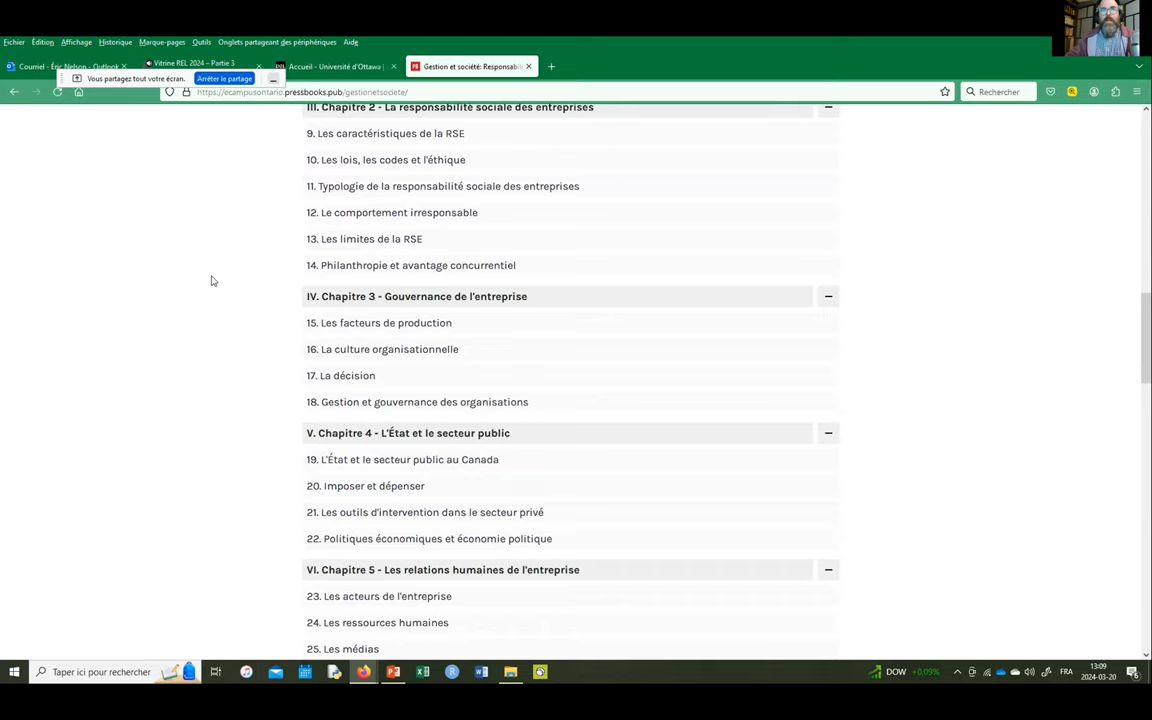 Fichier Édition Affichage Historique Marque-pages Outils Onglets partageant des périphériques Aide
Courriel - Éric Nelson - Outlook
Vitrine REL 2024 – Partie 3
Accueil - Université d'Ottawa
Gestion et société: Responsabi
Vous partagez tout votre écran. Arrêter le partage
https://ecampusontario.pressbooks.pub/gestionetsociete/
Rechercher
III. Chapitre 2 - La responsabilité sociale des entreprises
9. Les caractéristiques de la RSE
10. Les lois, les codes et l'éthique
11. Typologie de la responsabilité sociale des entreprises
12. Le comportement irresponsable
13. Les limites de la RSE
14. Philanthropie et avantage concurrentiel
IV. Chapitre 3 - Gouvernance de l'entreprise
15. Les facteurs de production
16. La culture organisationnelle
17. La décision
18. Gestion et gouvernance des organisations
V. Chapitre 4 - L'État et le secteur public
19. L'État et le secteur public au Canada
20. Imposer et dépenser
21. Les outils d'intervention dans le secteur privé
22. Politiques économiques et économie politique
VI. Chapitre 5 - Les relations humaines de l'entreprise
23. Les acteurs de l'entreprise
24. Les ressources humaines
25. Les médias
Taper ici pour rechercher
DOW +0,09%
FRA
13:09
2024-03-20